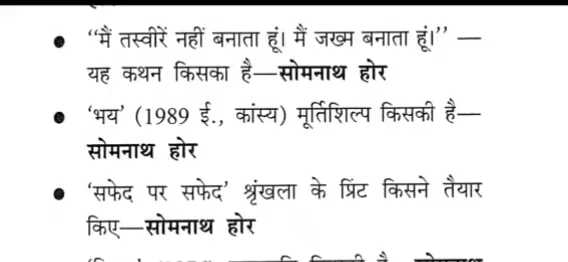 • “मैं तस्वीरें नहीं बनाता हूं। मैं जख्म बनाता हूं।” —
यह कथन किसका है—सोमनाथ होर
• ‘भय’ (1989 ई., कांस्य) मूर्तिशिल्प किसकी है—
सोमनाथ होर
• ‘सफेद पर सफेद’ श्रृंखला के प्रिंट किसने तैयार
किए—सोमनाथ होर